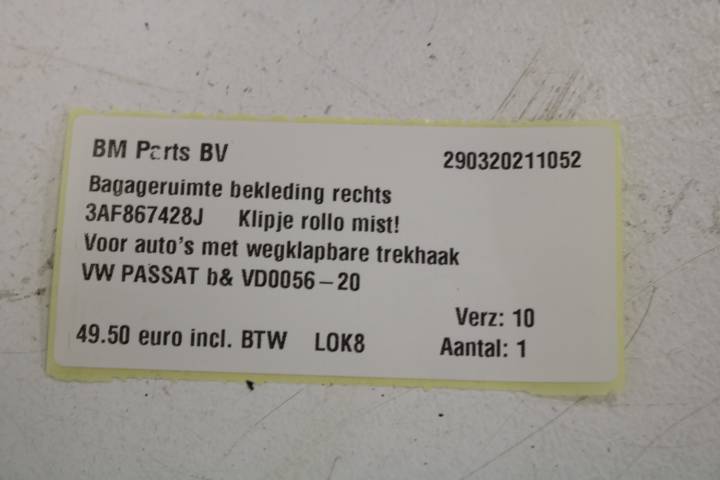 BM Parts BV 290320211052
Bagageruimte bekleding rechts
3AF867428J Klipje rollo mist!
Voor auto's met wegklapbare trekhaak
VW PASSAT b& VD0056-20
Verz: 10
49.50 euro incl. BTW LOK8 Aantal: 1